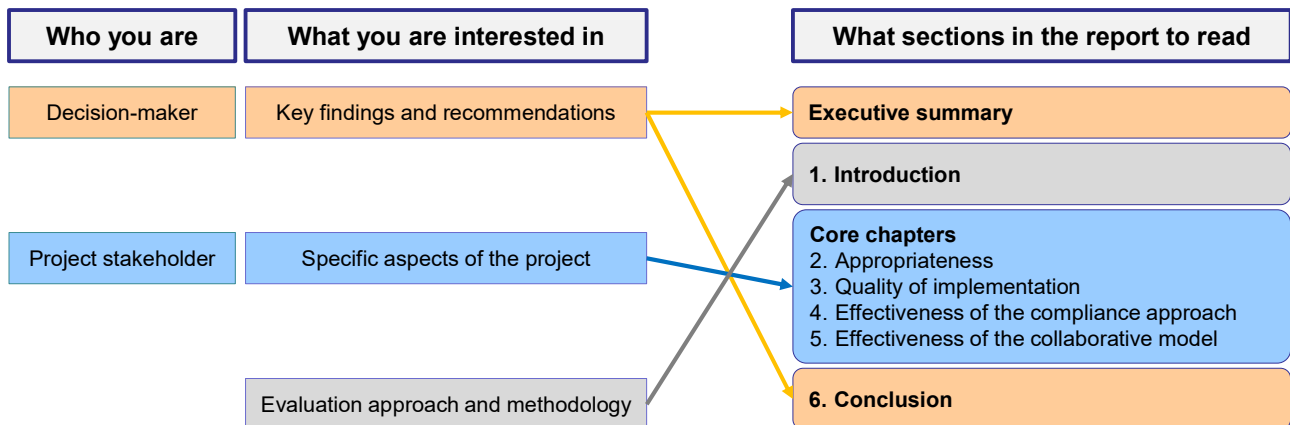 Who you are
What you are interested in
What sections in the report to read
Decision-maker
Key findings and recommendations
Executive summary
1. Introduction
Project stakeholder
Specific aspects of the project
Core chapters
2. Appropriateness
3. Quality of implementation
4. Effectiveness of the compliance approach
5. Effectiveness of the collaborative model
Evaluation approach and methodology
6. Conclusion